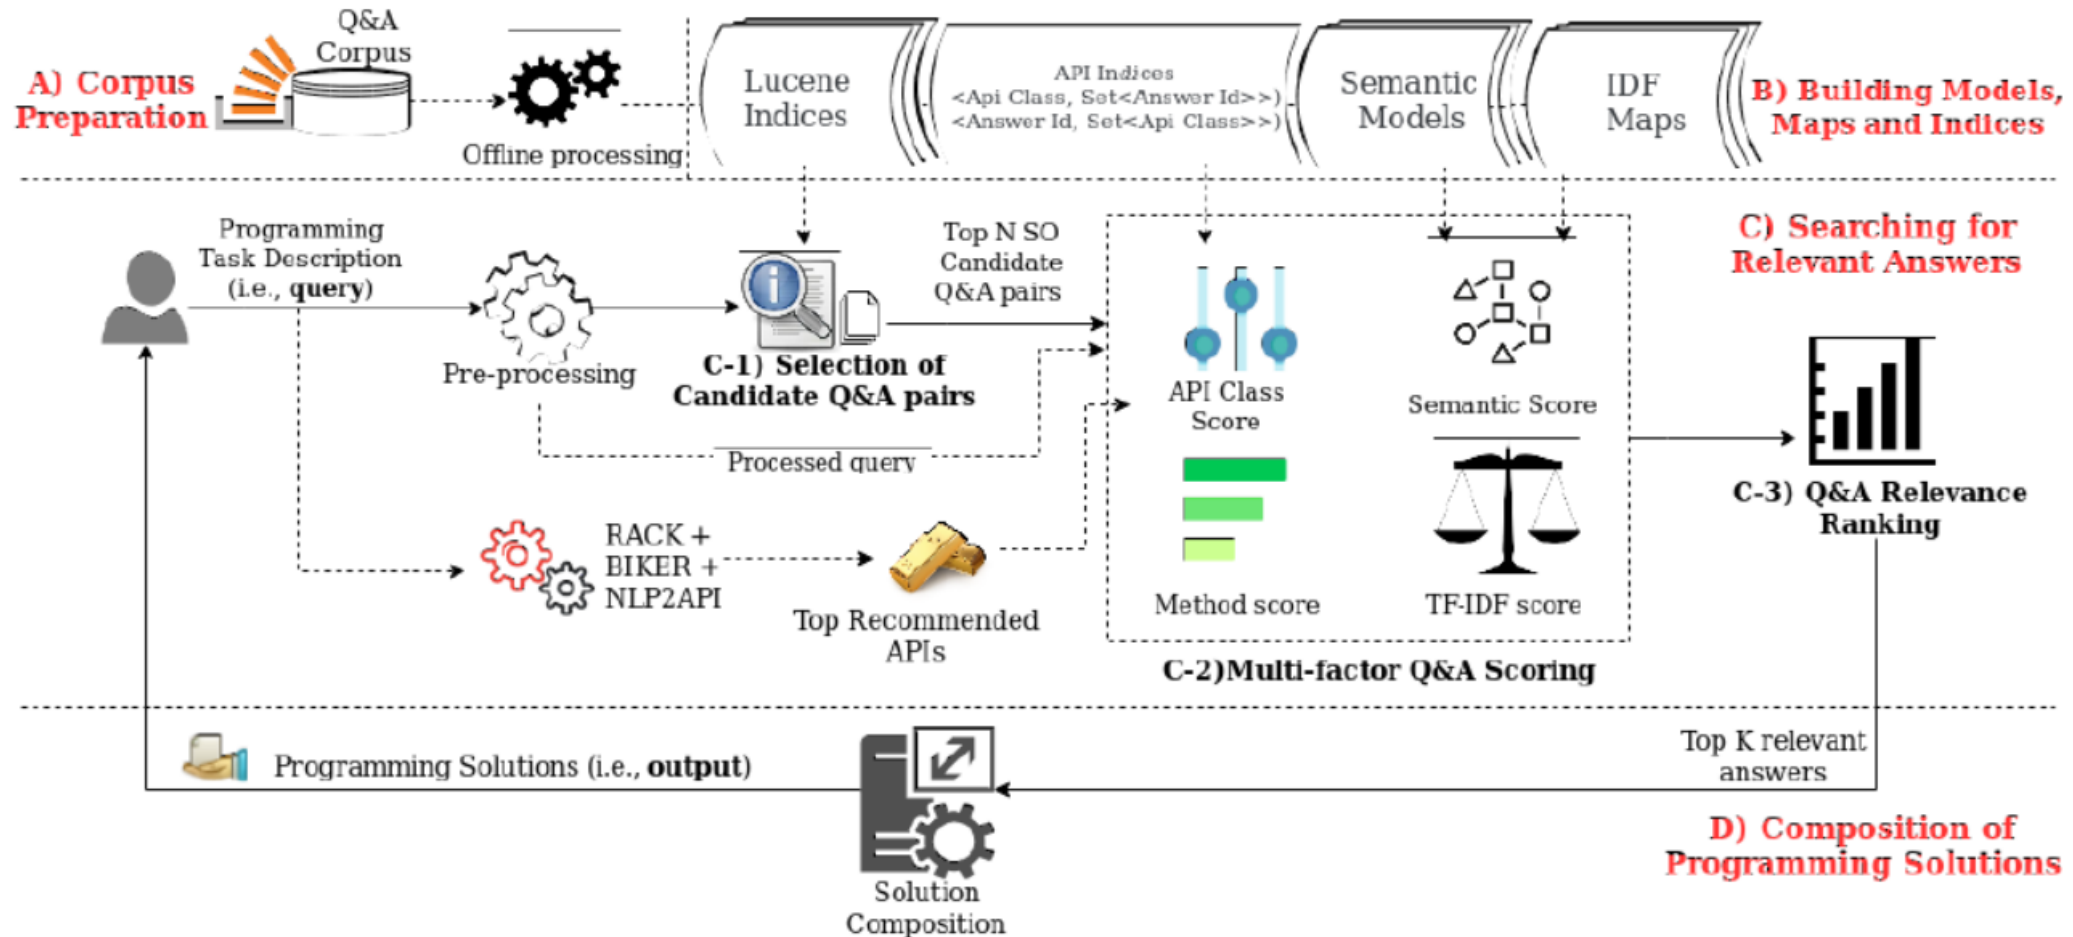 Q&A
Corpus
A) Corpus
Preparation
Offline processing
Lucene
Indices
API Indices
<Api Class, Set<Answer Id>>)
<Answer Id, Set<Api Class>>)
Semantic
Models
IDF
Maps
B) Building Models,
Maps and Indices
Programming
Task Description
(i.e., query)
Pre-processing
C-1) Selection of
Candidate Q&A pairs
Top N SO
Candidate
Q&A pairs
Processed query
RACK +
BIKER +
NLP2API
Top Recommended
APIs
API Class
Score
Semantic Score
Method score
TF-IDF score
C-2)Multi-factor Q&A Scoring
C) Searching for
Relevant Answers
C-3) Q&A Relevance
Ranking
Top K relevant
answers
Programming Solutions (i.e., output)
Solution
Composition
D) Composition of
Programming Solutions